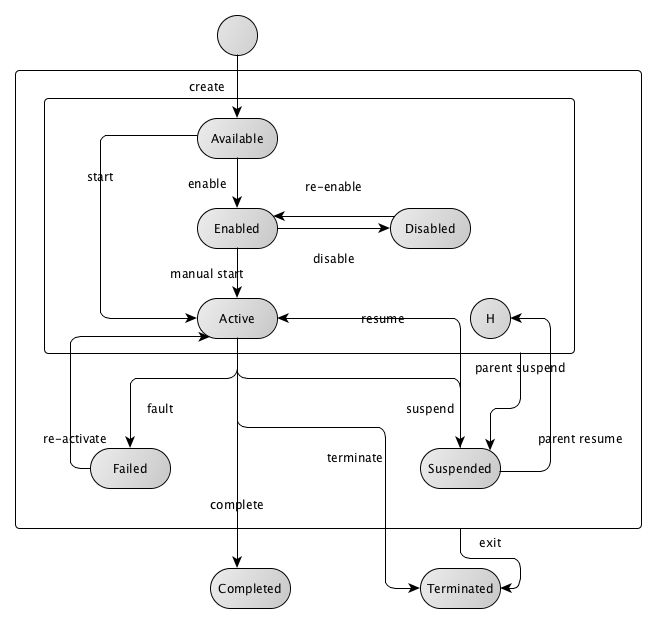 create
Available
start
enable
re-enable
Enabled
Disabled
disable
manual start
Active
resume
H
parent suspend
fault
suspend
re-activate
parent resume
terminate
Failed
Suspended
complete
exit
Completed
Terminated